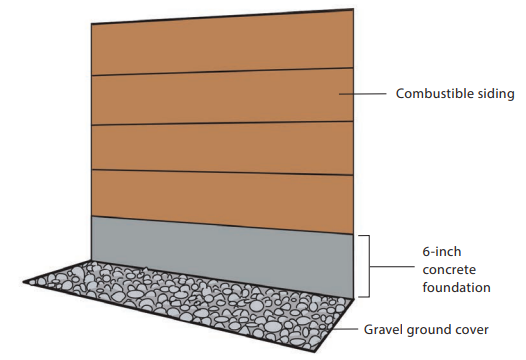 Combustible siding
6-inch
concrete
foundation
Gravel ground cover